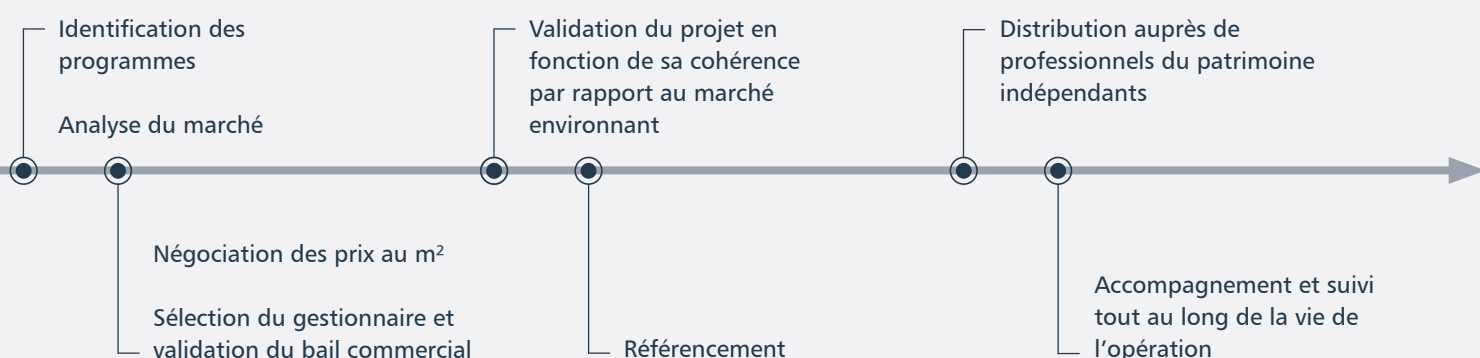 Identification des
programmes
Analyse du marché
Négociation des prix au m²
Sélection du gestionnaire et
validation du bail commercial
Validation du projet en
fonction de sa cohérence
par rapport au marché
environnant
Référencement
Distribution auprès de
professionnels du patrimoine
indépendants
Accompagnement et suivi
tout au long de la vie de
l’opération